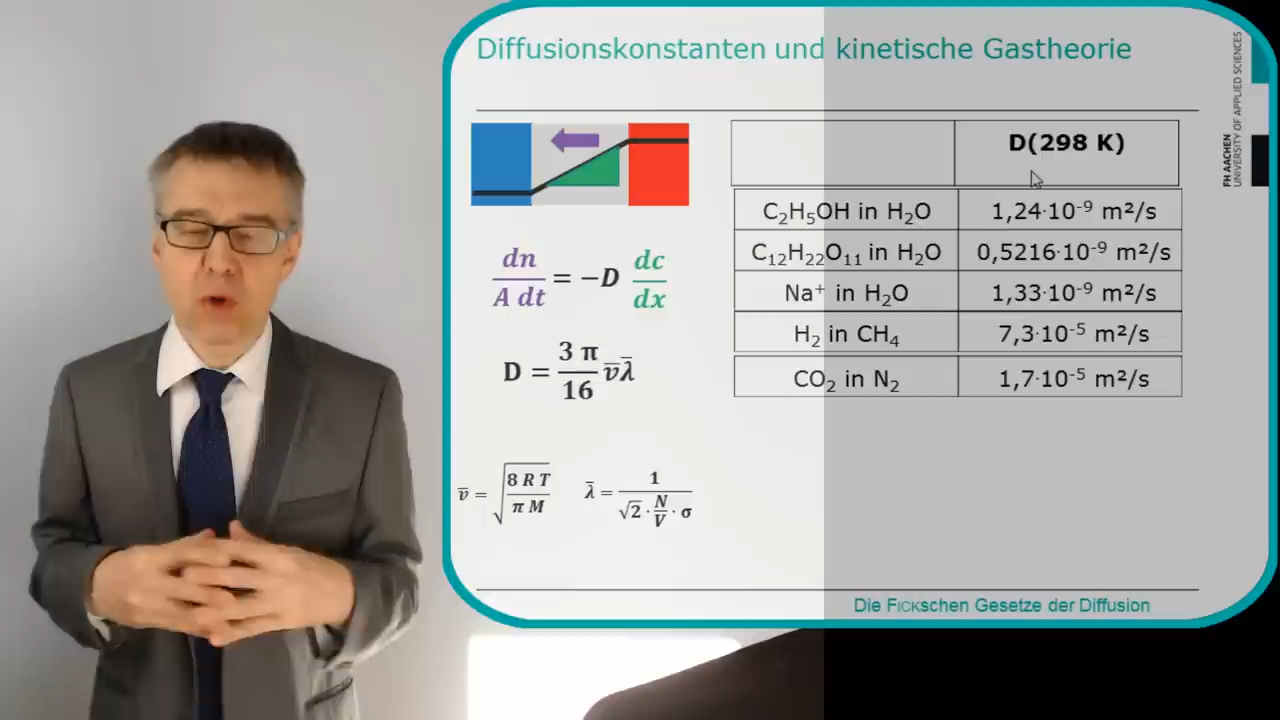 Diffusionskonstanten und kinetische Gastheorie
FH AACHEN
UNIVERSITY OF APPLIED SCIENCES
dn / A dt = −D dc / dx
D = 3 π / 16 v̄ λ̄
v̄ = √(8 R T / π M)
λ̄ = 1 / (√2 · N/V · σ)
D(298 K)
C₂H₅OH in H₂O 1,24·10⁻⁹ m²/s
C₁₂H₂₂O₁₁ in H₂O 0,5216·10⁻⁹ m²/s
Na⁺ in H₂O 1,33·10⁻⁹ m²/s
H₂ in CH₄ 7,3·10⁻⁵ m²/s
CO₂ in N₂ 1,7·10⁻⁵ m²/s
Die FICKschen Gesetze der Diffusion